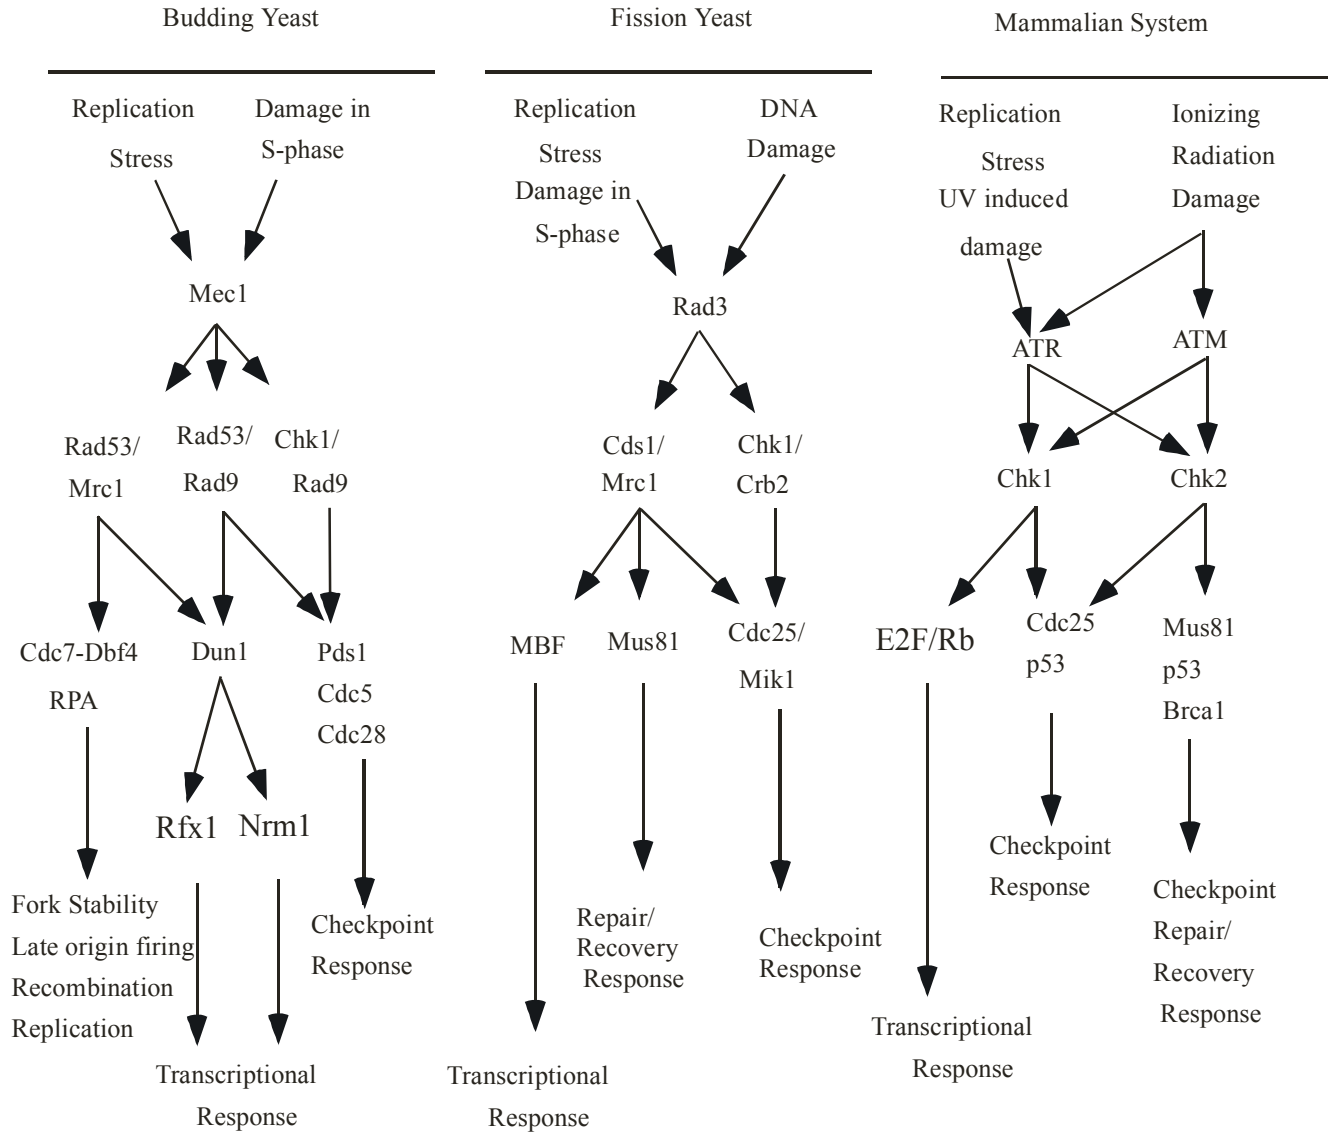 Budding Yeast
Replication
Stress
Damage in
S-phase
Mec1
Rad53/
Mrc1
Rad53/
Rad9
Chk1/
Rad9
Cdc7-Dbf4
RPA
Dun1
Pds1
Cdc5
Cdc28
Rfx1
Nrm1
Fork Stability
Late origin firing
Recombination
Replication
Checkpoint
Response
Transcriptional
Response
Fission Yeast
Replication
Stress
Damage in
S-phase
DNA
Damage
Rad3
Cds1/
Mrc1
Chk1/
Crb2
MBF
Mus81
Cdc25/
Mik1
Repair/
Recovery
Response
Checkpoint
Response
Transcriptional
Response
Mammalian System
Replication
Stress
UV induced
damage
Ionizing
Radiation
Damage
ATR
ATM
Chk1
Chk2
E2F/Rb
Cdc25
p53
Mus81
p53
Brca1
Checkpoint
Response
Checkpoint
Repair/
Recovery
Response
Transcriptional
Response